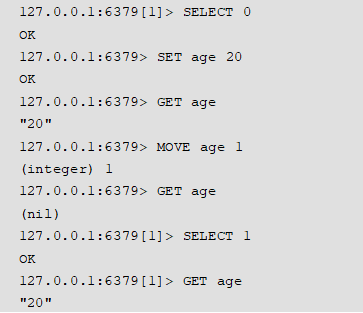 127.0.0.1:6379[1]> SELECT 0
OK
127.0.0.1:6379> SET age 20
OK
127.0.0.1:6379> GET age
"20"
127.0.0.1:6379> MOVE age 1
(integer) 1
127.0.0.1:6379> GET age
(nil)
127.0.0.1:6379[1]> SELECT 1
OK
127.0.0.1:6379[1]> GET age
"20"